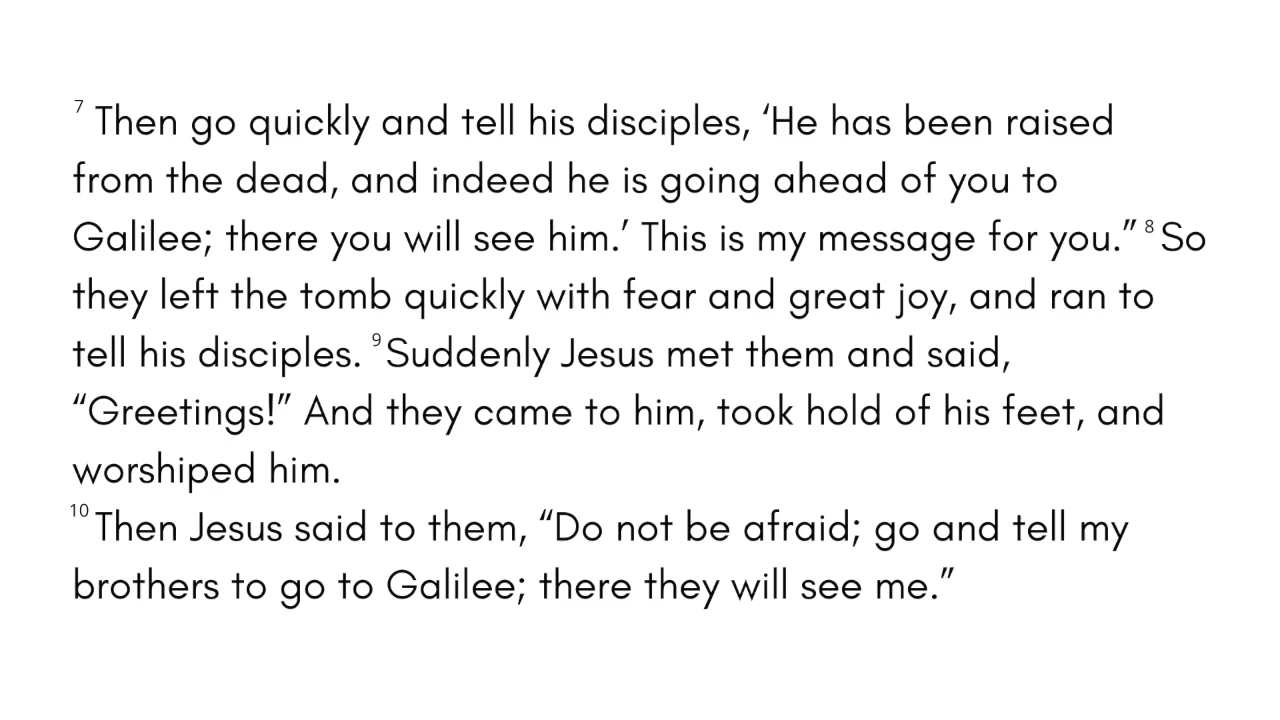 7 Then go quickly and tell his disciples, ‘He has been raised
from the dead, and indeed he is going ahead of you to
Galilee; there you will see him.’ This is my message for you.” 8 So
they left the tomb quickly with fear and great joy, and ran to
tell his disciples. 9 Suddenly Jesus met them and said,
“Greetings!” And they came to him, took hold of his feet, and
worshiped him.
10 Then Jesus said to them, “Do not be afraid; go and tell my
brothers to go to Galilee; there they will see me.”